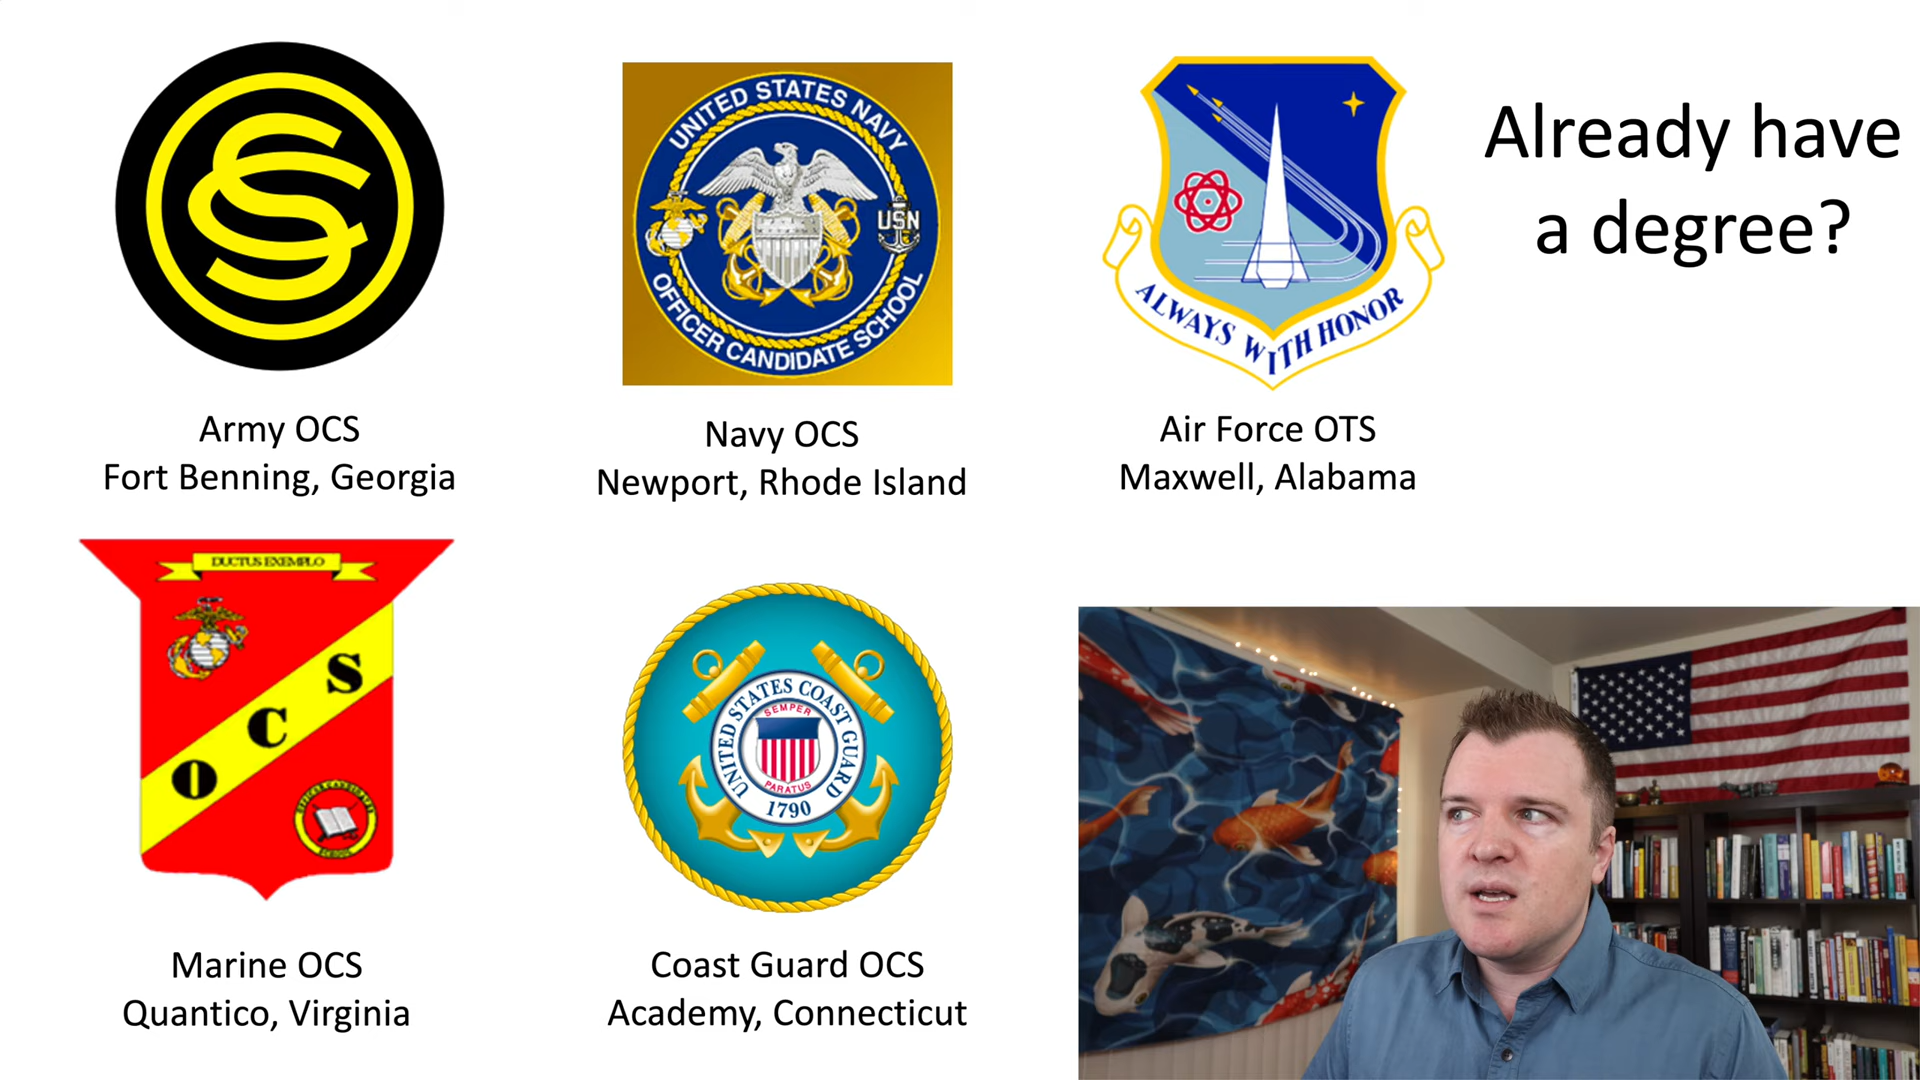 Already have
a degree?
UNITED STATES NAVY
USN
OFFICER CANDIDATE SCHOOL
ALWAYS WITH HONOR
Army OCS
Fort Benning, Georgia
Navy OCS
Newport, Rhode Island
Air Force OTS
Maxwell, Alabama
DUCTUS EXEMPLO
O C S
UNITED STATES COAST GUARD
SEMPER
PARATUS
1790
Marine OCS
Quantico, Virginia
Coast Guard OCS
Academy, Connecticut